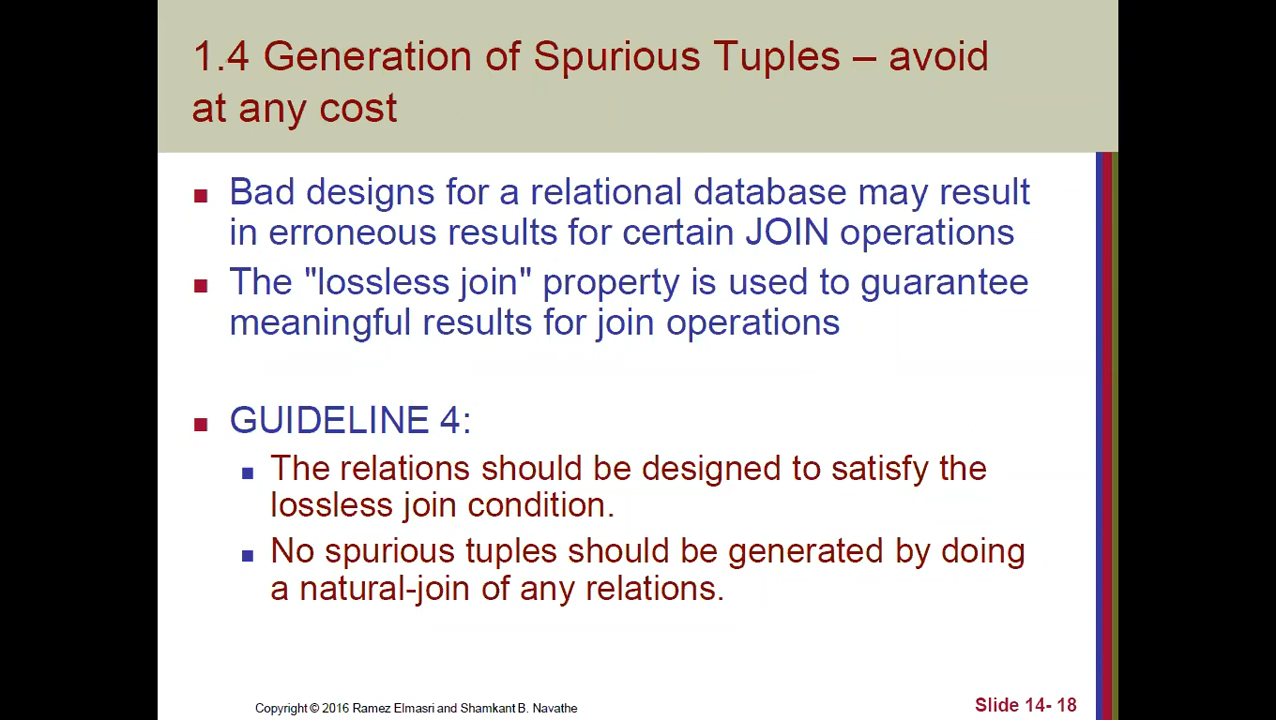 1.4 Generation of Spurious Tuples – avoid
at any cost
Bad designs for a relational database may result
in erroneous results for certain JOIN operations
The "lossless join" property is used to guarantee
meaningful results for join operations
GUIDELINE 4:
The relations should be designed to satisfy the
lossless join condition.
No spurious tuples should be generated by doing
a natural-join of any relations.
Copyright © 2016 Ramez Elmasri and Shamkant B. Navathe
Slide 14- 18